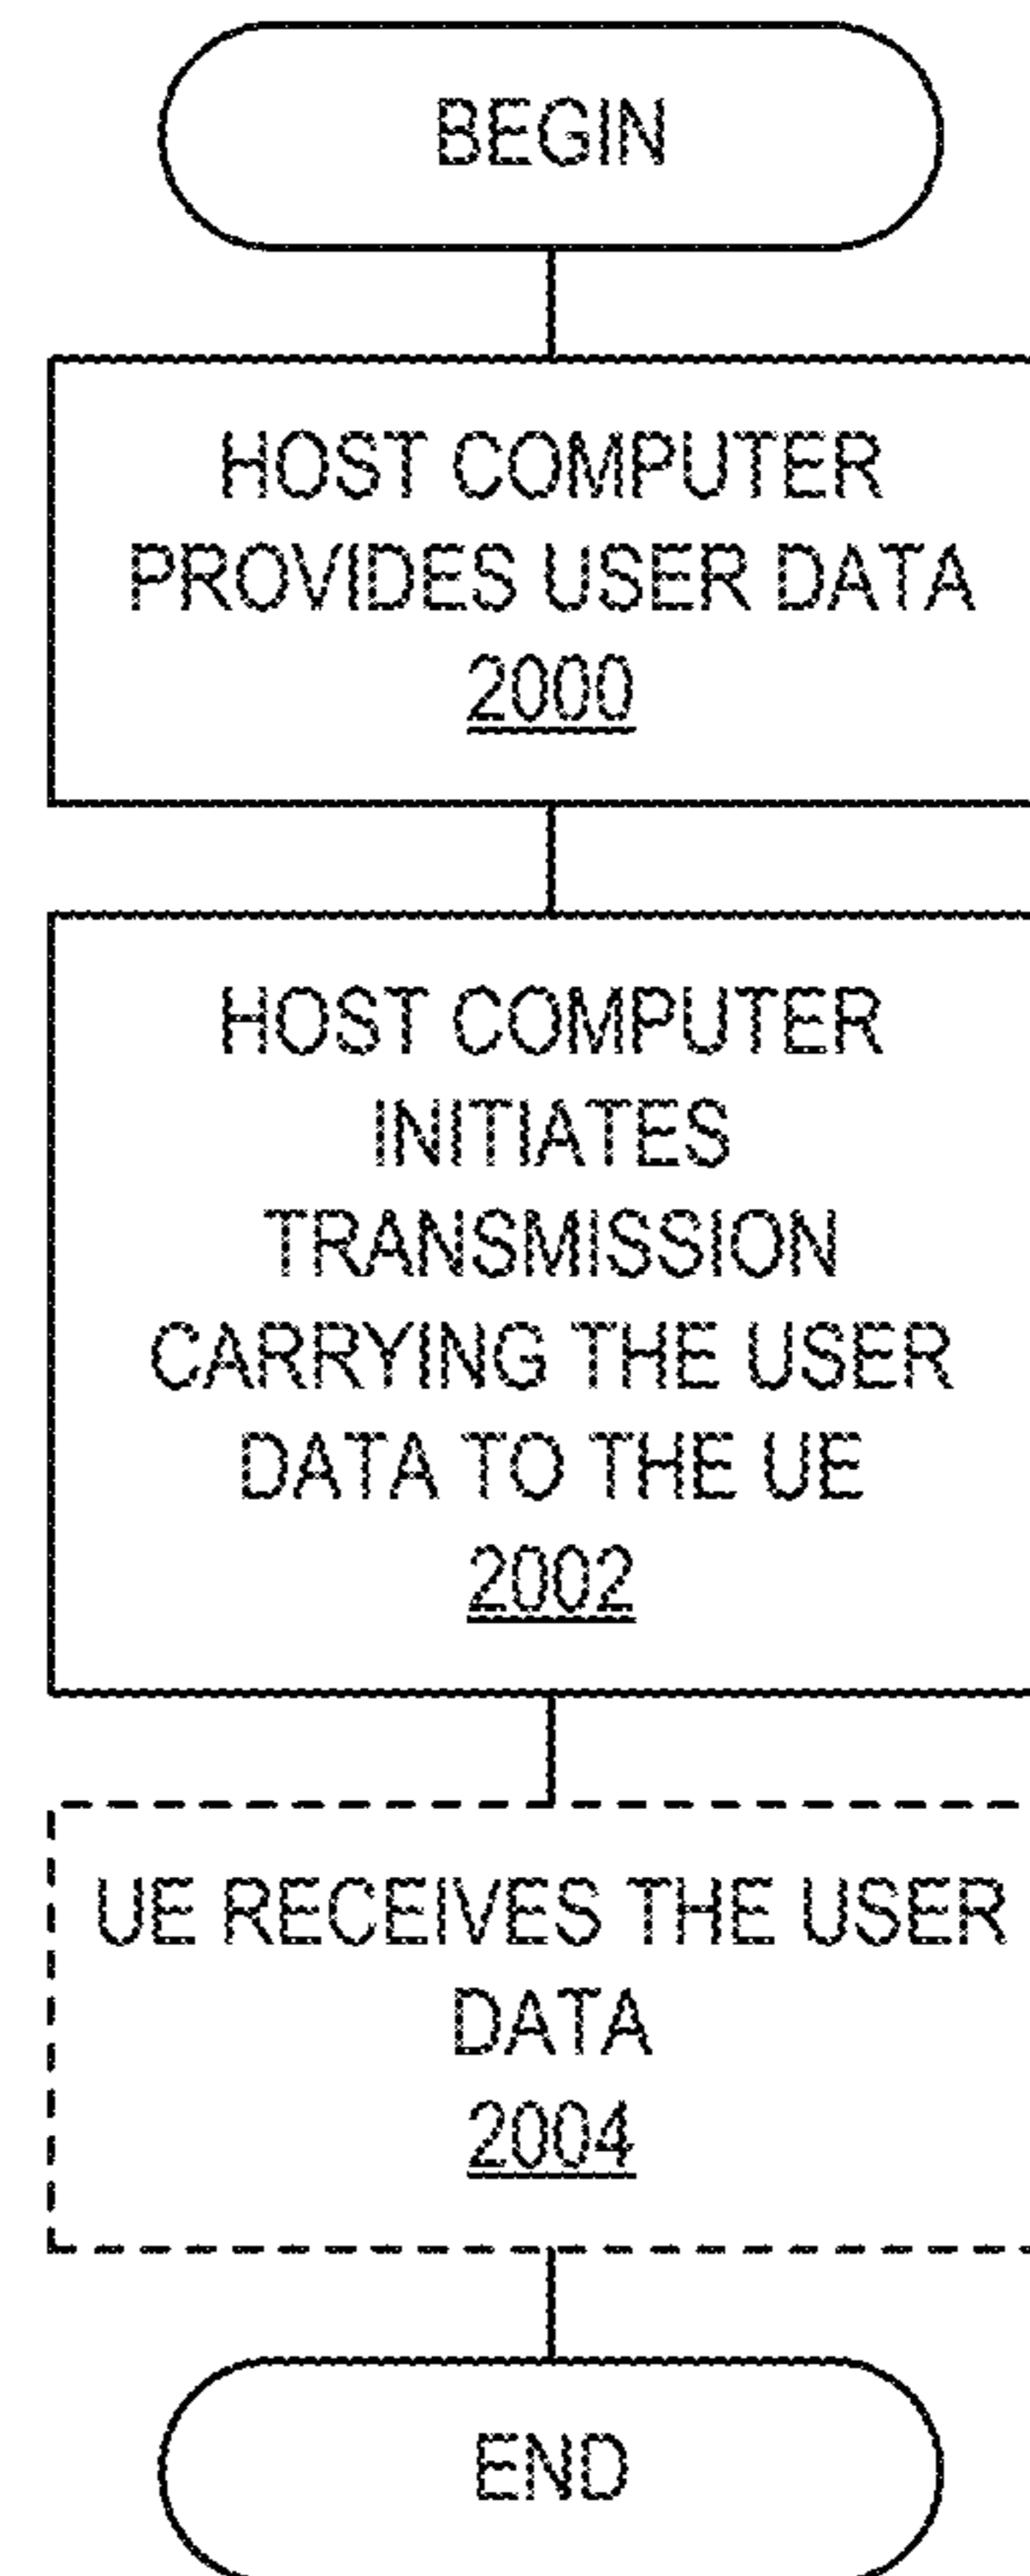 BEGIN
HOST COMPUTER
PROVIDES USER DATA
2000
HOST COMPUTER
INITIATES
TRANSMISSION
CARRYING THE USER
DATA TO THE UE
2002
UE RECEIVES THE USER
DATA
2004
END